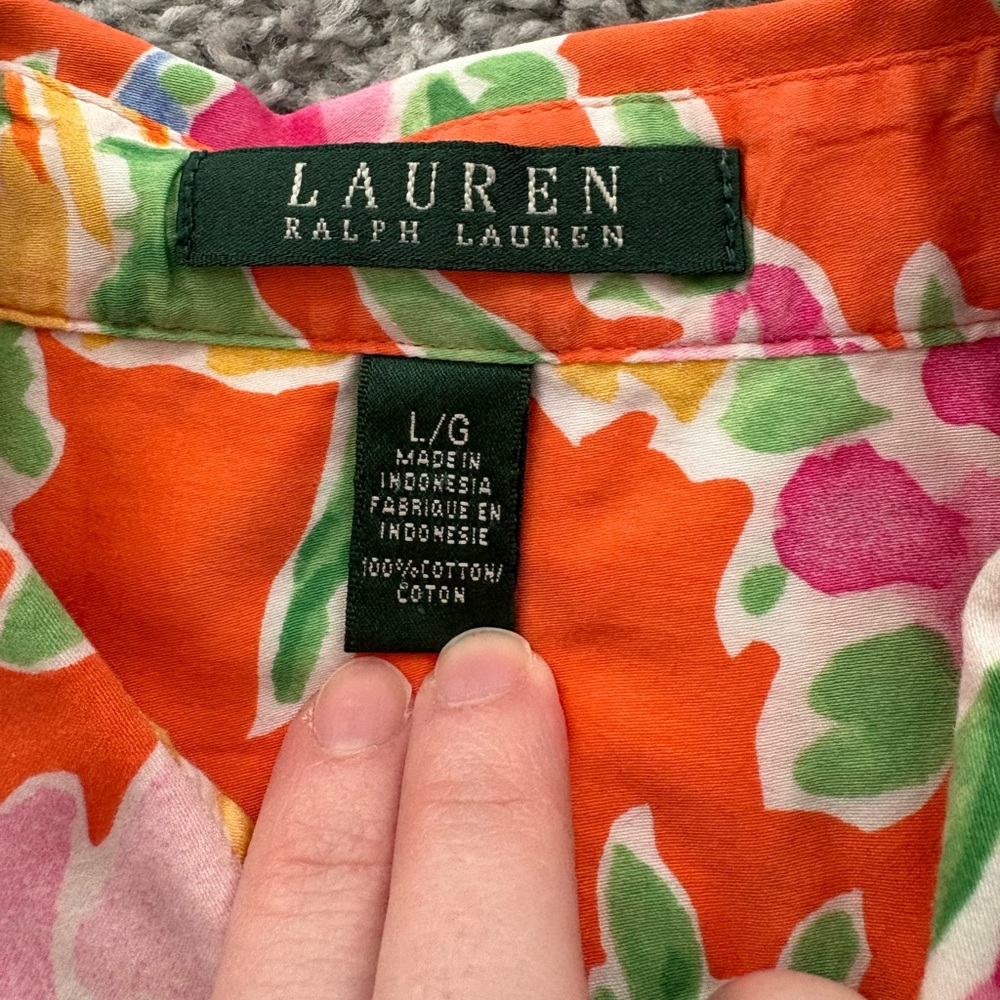 LAUREN
RALPH LAUREN
L/G
MADE IN
INDONESIA
FABRIQUE EN
INDONESIE
100% COTTON/
COTON